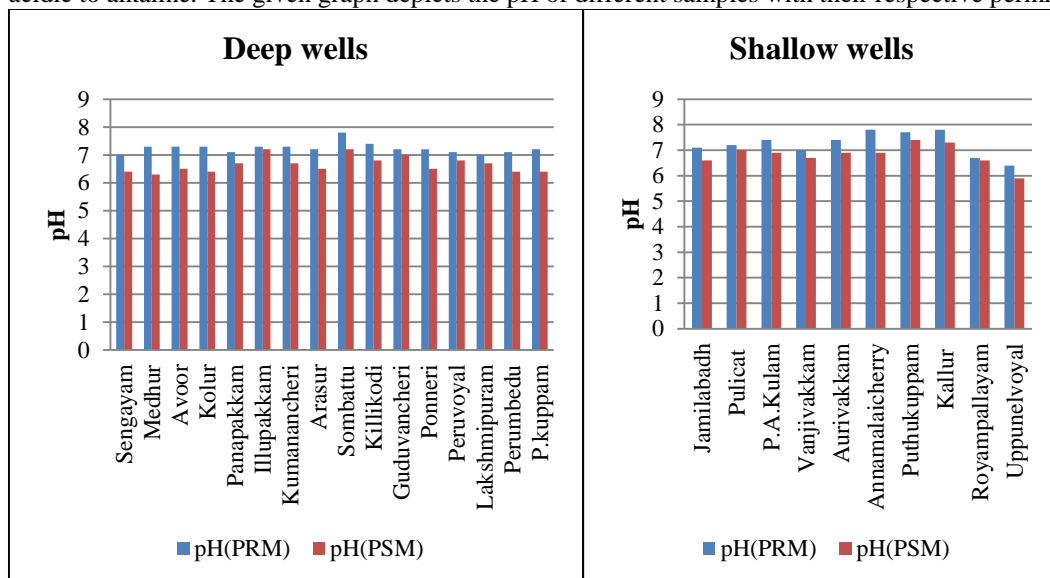 acidic to alkaline. The given graph depicts the pH of different samples with their respective permi
Deep wells
9
8
7
6
5
4
3
2
1
0
pH
Sengayam
Medhur
Avoor
Kolur
Panapakkam
Illupakkam
Kumanancheri
Arasur
Sombattu
Killikodi
Guduvancheri
Ponneri
Peruvoyal
Lakshmipuram
Perumbedu
P.kuppam
pH(PRM) pH(PSM)
Shallow wells
9
8
7
6
5
4
3
2
1
0
pH
Jamilabadh
Pulicat
P.A.Kulam
Vanjivakkam
Aurivakkam
Annamalaicherry
Puthukuppam
Kallur
Royampallayam
Uppunelvoyal
pH(PRM) pH(PSM)